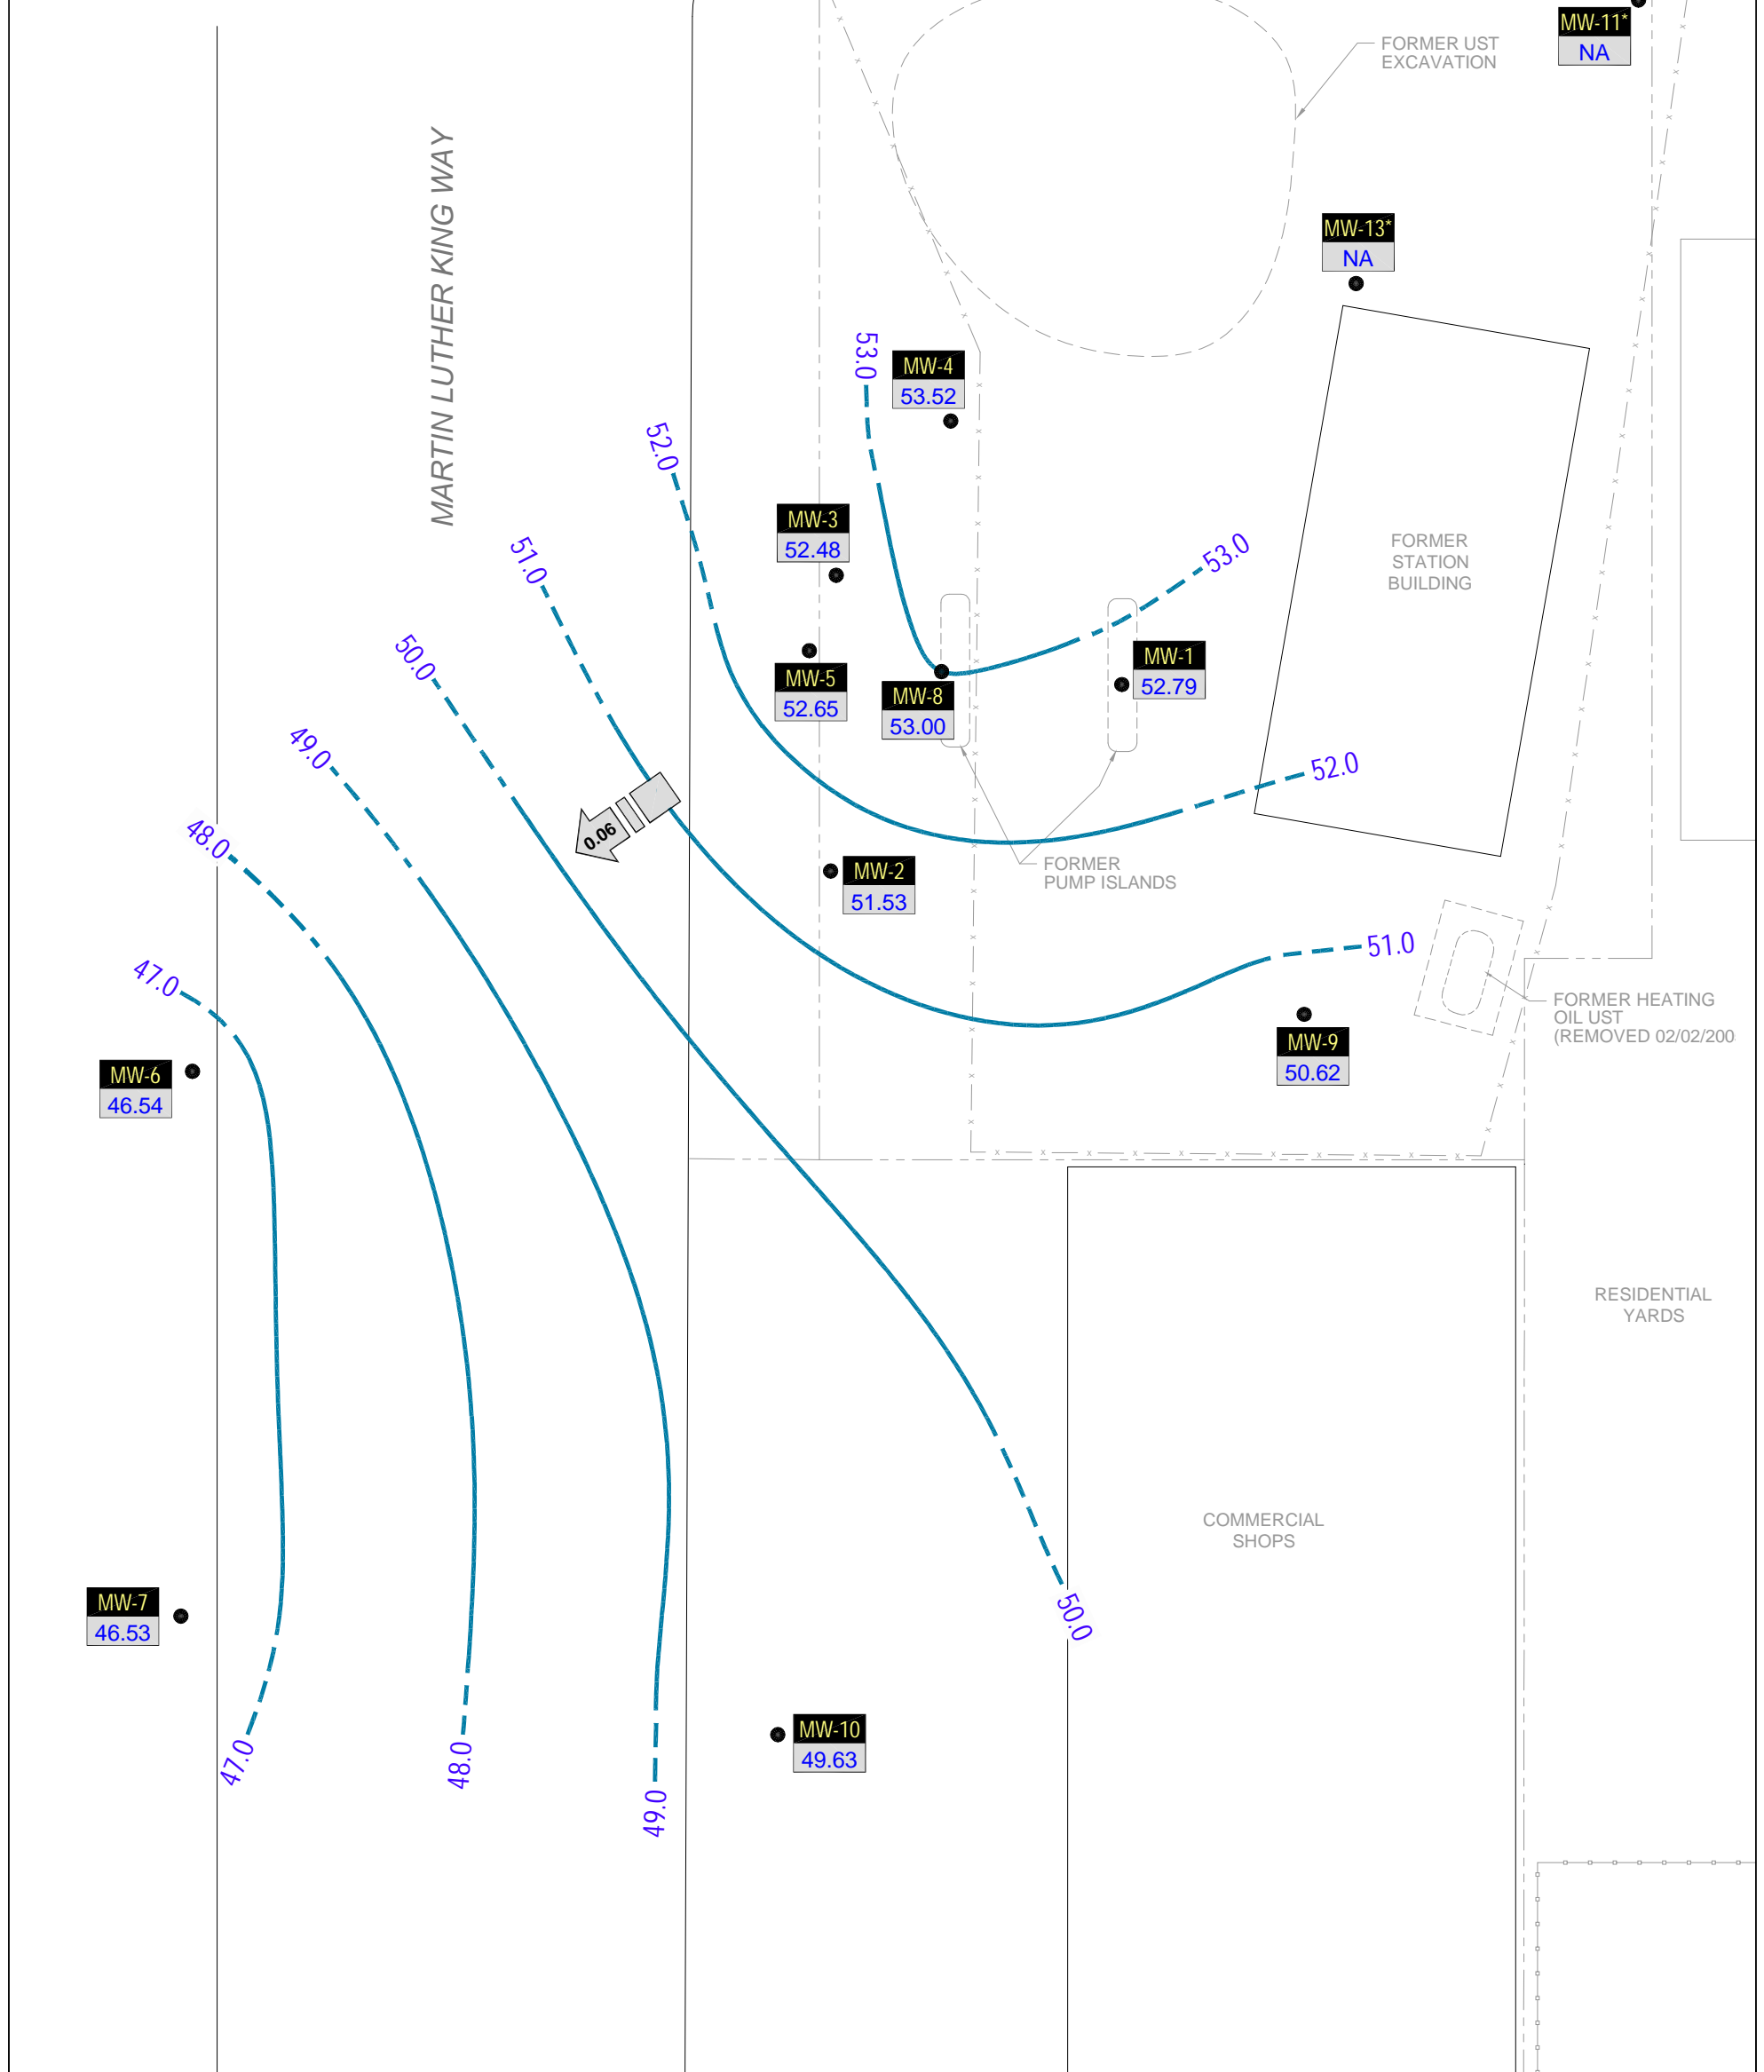 MW-11*
NA
FORMER UST
EXCAVATION
MARTIN LUTHER KING WAY
MW-13*
NA
53.0
MW-4
53.52
52.0
MW-3
52.48
51.0
53.0
FORMER
STATION
BUILDING
50.0
MW-5
52.65
MW-8
53.00
MW-1
52.79
49.0
52.0
48.0
0.06
MW-2
51.53
FORMER
PUMP ISLANDS
47.0
51.0
FORMER HEATING
OIL UST
(REMOVED 02/02/200
MW-6
46.54
MW-9
50.62
RESIDENTIAL
YARDS
COMMERCIAL
SHOPS
MW-7
46.53
50.0
MW-10
49.63
47.0
48.0
49.0